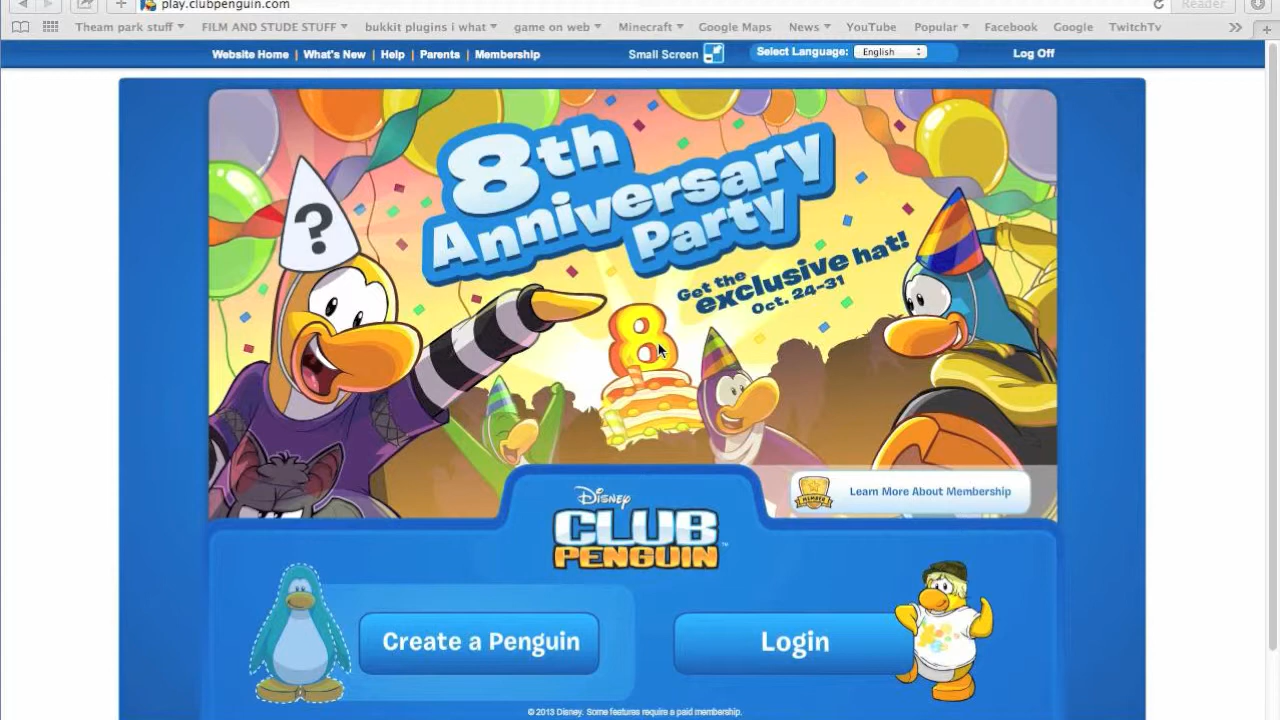 play.clubpenguin.com
Reader
Theam park stuff FILM AND STUDE STUFF bukkit plugins i what game on web Minecraft Google Maps News YouTube Popular Facebook Google TwitchTv
Website Home | What's New | Help | Parents | Membership
Small Screen
Select Language: English
Log Off
?
8th
Anniversary
Party
Get the
exclusive hat!
Oct. 24-31
8
MEMBER
Learn More About Membership
Disney
CLUB
PENGUIN™
Create a Penguin
Login
© 2013 Disney. Some features require a paid membership.